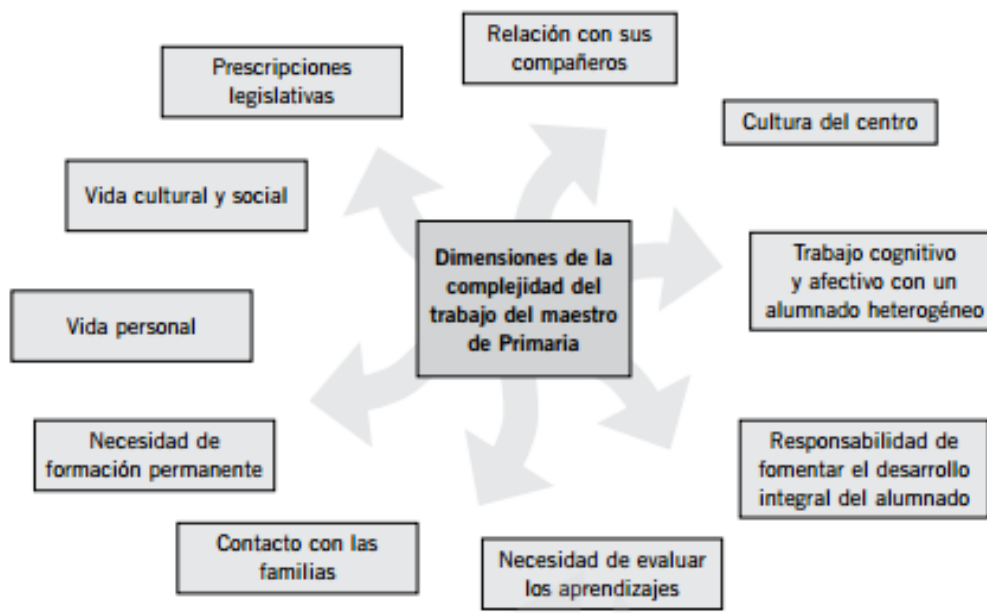 Relación con sus
compañeros
Prescripciones
legislativas
Cultura del centro
Vida cultural y social
Dimensiones de la
complejidad del
trabajo del maestro
de Primaria
Trabajo cognitivo
y afectivo con un
alumnado heterogéneo
Vida personal
Necesidad de
formación permanente
Responsabilidad de
fomentar el desarrollo
integral del alumnado
Contacto con las
familias
Necesidad de evaluar
los aprendizajes